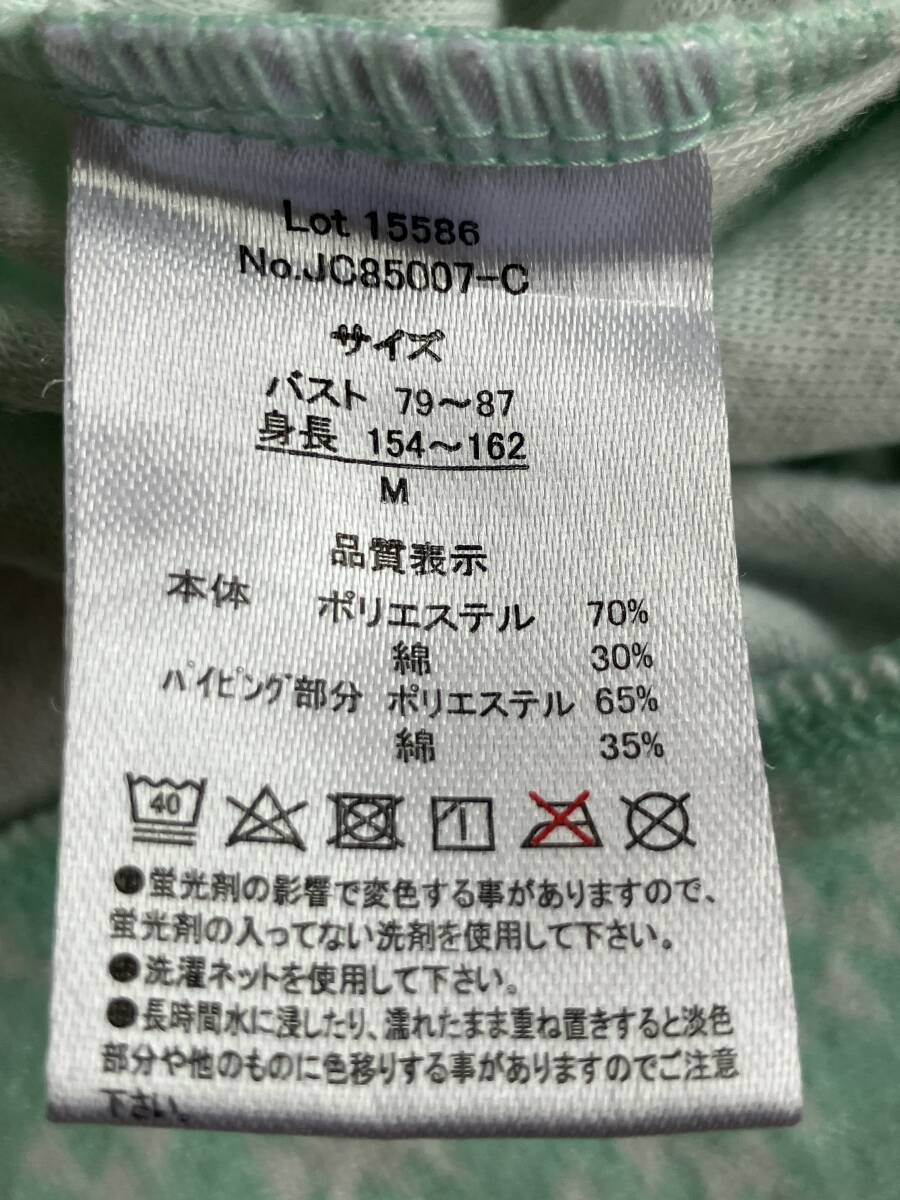 Lot 15586
No.JC85007-C
サイズ
バスト 79～87
身長 154～162
M
品質表示
本体 ポリエステル 70%
綿 30%
ﾊﾟｲﾋﾟﾝｸﾞ部分 ポリエステル 65%
綿 35%
40
●蛍光剤の影響で変色する事がありますので、
蛍光剤の入ってない洗剤を使用して下さい。
●洗濯ネットを使用して下さい。
●長時間水に浸したり、濡れたまま重ね置きすると淡色
部分や他のものに色移りする事がありますのでご注意
下さい。